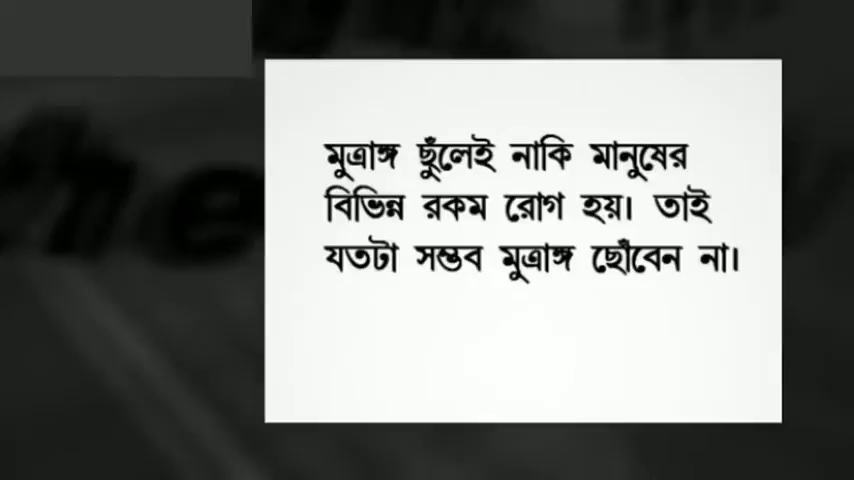 মুত্রাঙ্গ ছুঁলেই নাকি মানুষের
বিভিন্ন রকম রোগ হয়। তাই
যতটা সম্ভব মুত্রাঙ্গ ছোঁবেন না।